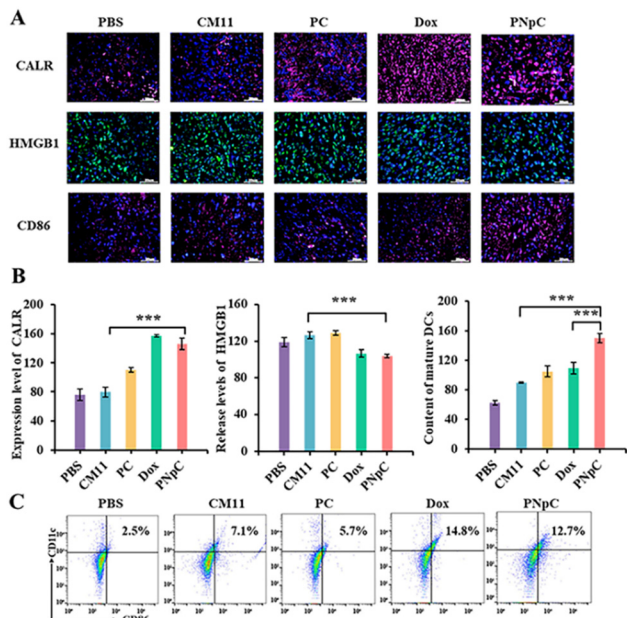 A
PBS CM11 PC Dox PNpC
CALR
HMGB1
CD86
B
Expression level of CALR
200
160
120
80
40
0
***
PBS CM11 PC Dox PNpC
Release levels of HMGB1
160
120
80
40
0
***
PBS CM11 PC Dox PNpC
Content of mature DCs
200
160
120
80
40
0
***
***
PBS CM11 PC Dox PNpC
C
PBS CM11 PC Dox PNpC
2.5% 7.1% 5.7% 14.8% 12.7%
CD11c
CD86